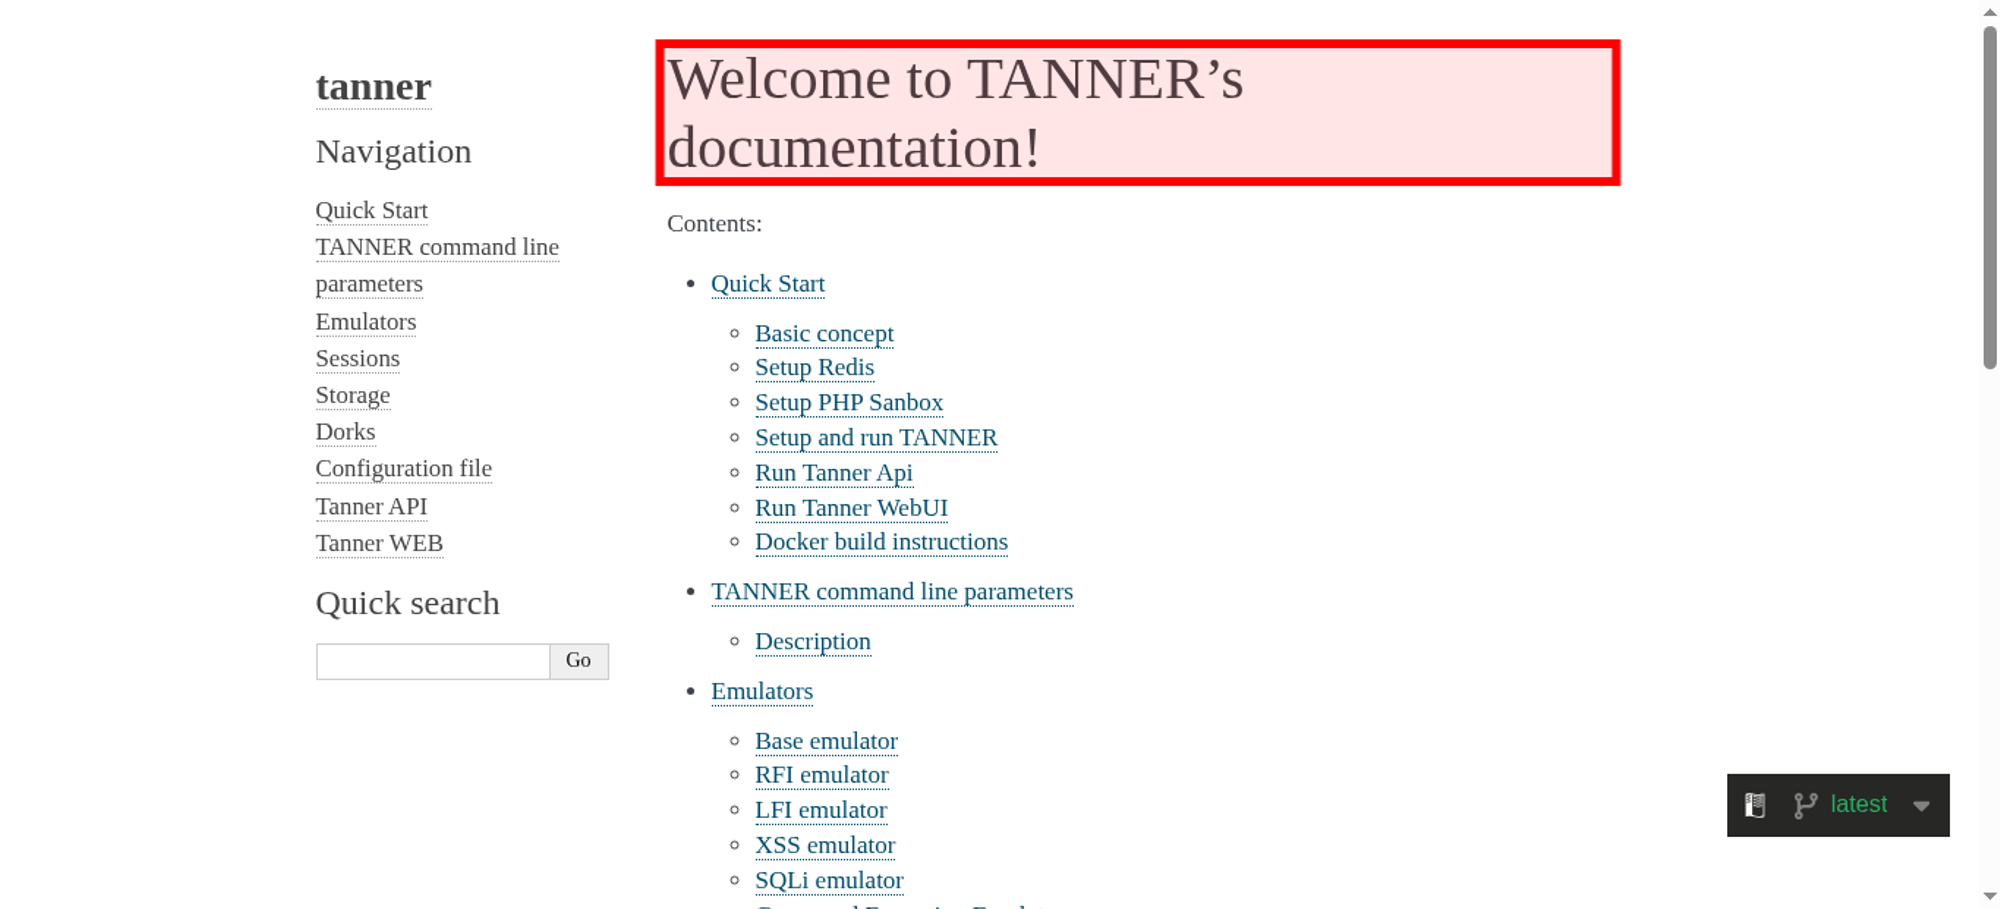 tanner
Navigation
Quick Start
TANNER command line
parameters
Emulators
Sessions
Storage
Dorks
Configuration file
Tanner API
Tanner WEB
Quick search
Go
Welcome to TANNER’s
documentation!
Contents:
Quick Start
Basic concept
Setup Redis
Setup PHP Sanbox
Setup and run TANNER
Run Tanner Api
Run Tanner WebUI
Docker build instructions
TANNER command line parameters
Description
Emulators
Base emulator
RFI emulator
LFI emulator
XSS emulator
SQLi emulator
latest